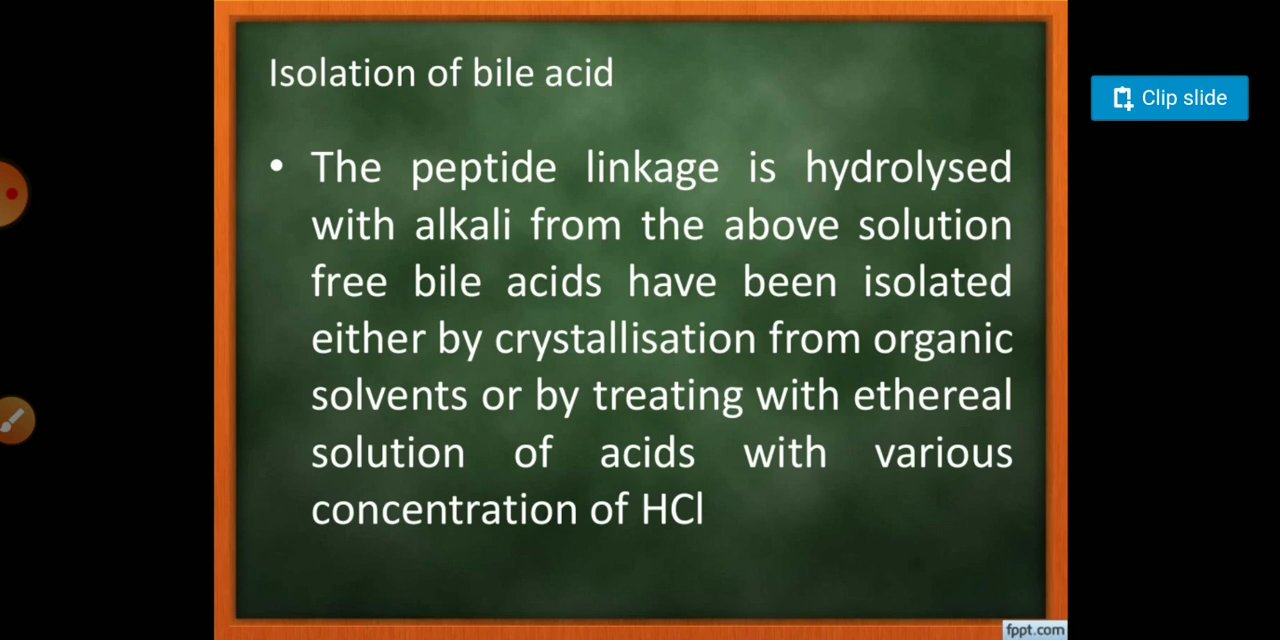 Isolation of bile acid
Clip slide
• The peptide linkage is hydrolysed
with alkali from the above solution
free bile acids have been isolated
either by crystallisation from organic
solvents or by treating with ethereal
solution of acids with various
concentration of HCl
fppt.com